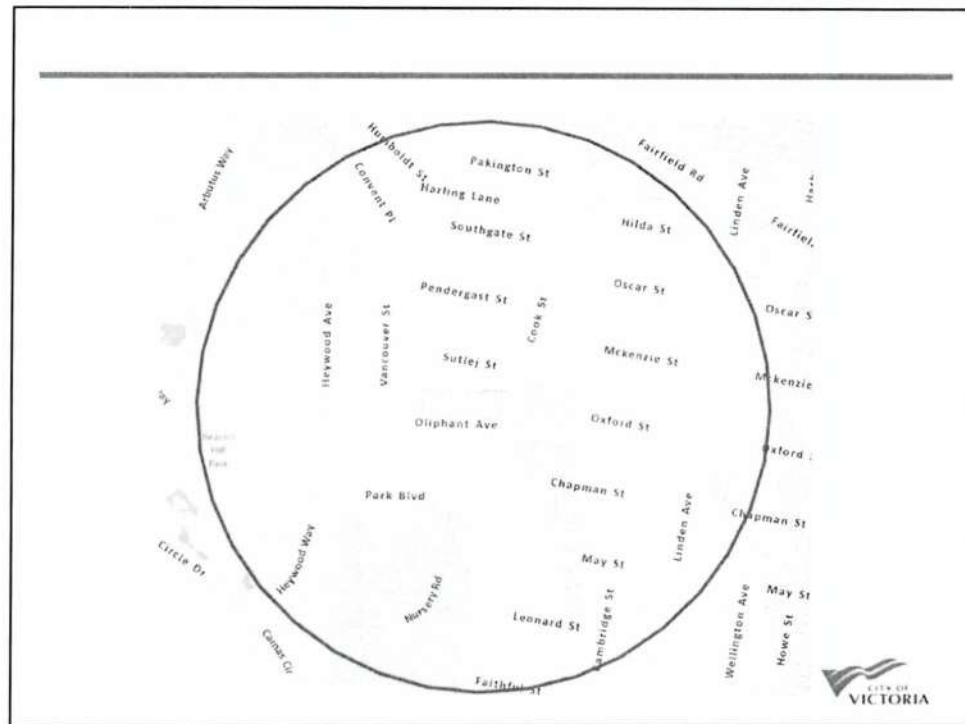 Humboldt St
Pakington St
Fairfield Rd
Arbutus Way
Convent Pl
Harling Lane
Linden Ave
Southgate St
Hilda St
Pendergast St
Oscar St
Heywood Ave
Vancouver St
Cook St
Oscar S
Sutlej St
Mckenzie St
Mckenzie
Oliphant Ave
Oxford St
Oxford
Park Blvd
Chapman St
Linden Ave
Chapman St
Circle Dr
Heywood Way
May St
May St
Nursery Rd
Leonard St
Cambridge St
Wellington Ave
Howe St
Camas Cir
Faithful St
CITY OF
VICTORIA